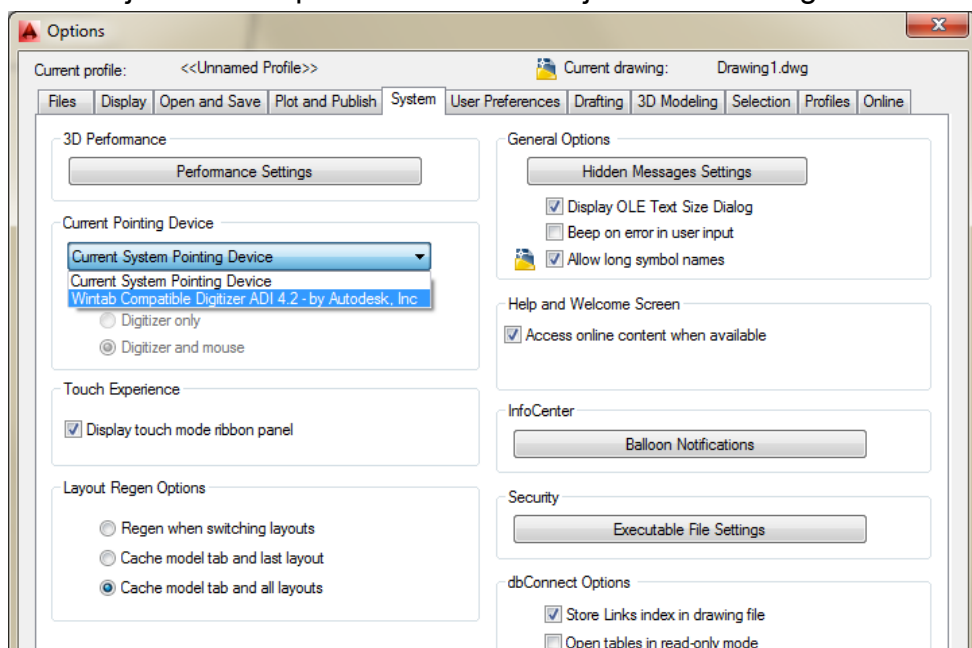 Options
Current profile: <<Unnamed Profile>> Current drawing: Drawing1.dwg
Files Display Open and Save Plot and Publish System User Preferences Drafting 3D Modeling Selection Profiles Online
3D Performance
Performance Settings
Current Pointing Device
Current System Pointing Device
Current System Pointing Device
Wintab Compatible Digitizer ADI 4.2 - by Autodesk, Inc
Digitizer only
Digitizer and mouse
Touch Experience
Display touch mode ribbon panel
Layout Regen Options
Regen when switching layouts
Cache model tab and last layout
Cache model tab and all layouts
General Options
Hidden Messages Settings
Display OLE Text Size Dialog
Beep on error in user input
Allow long symbol names
Help and Welcome Screen
Access online content when available
InfoCenter
Balloon Notifications
Security
Executable File Settings
dbConnect Options
Store Links index in drawing file
Open tables in read-only mode